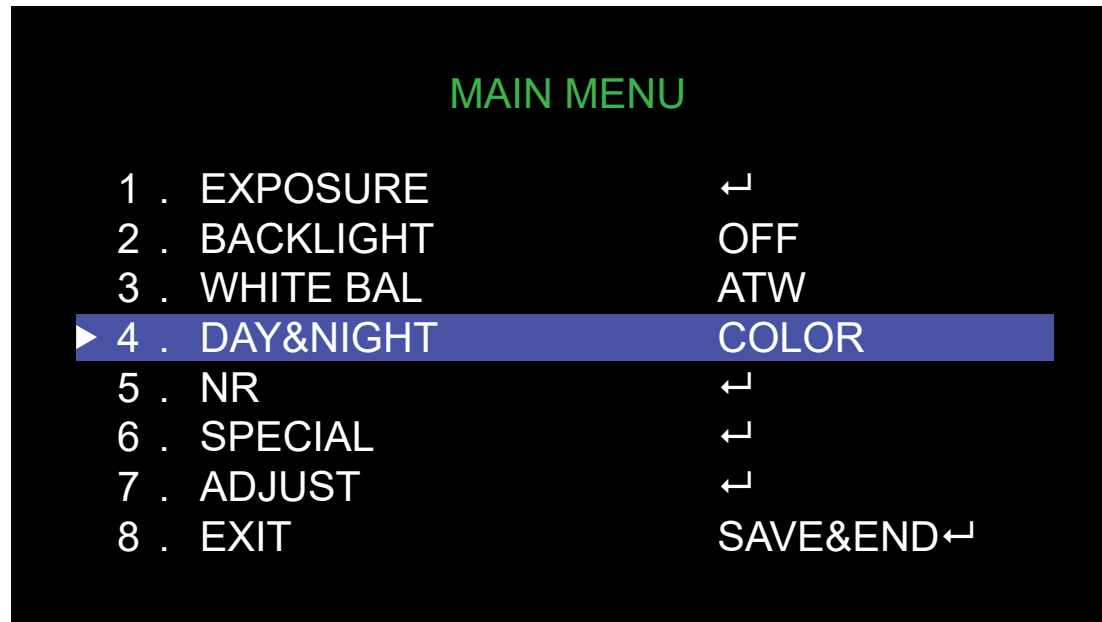 MAIN MENU
1 . EXPOSURE ↵
2 . BACKLIGHT OFF
3 . WHITE BAL ATW
4 . DAY&NIGHT COLOR
5 . NR ↵
6 . SPECIAL ↵
7 . ADJUST ↵
8 . EXIT SAVE&END↵